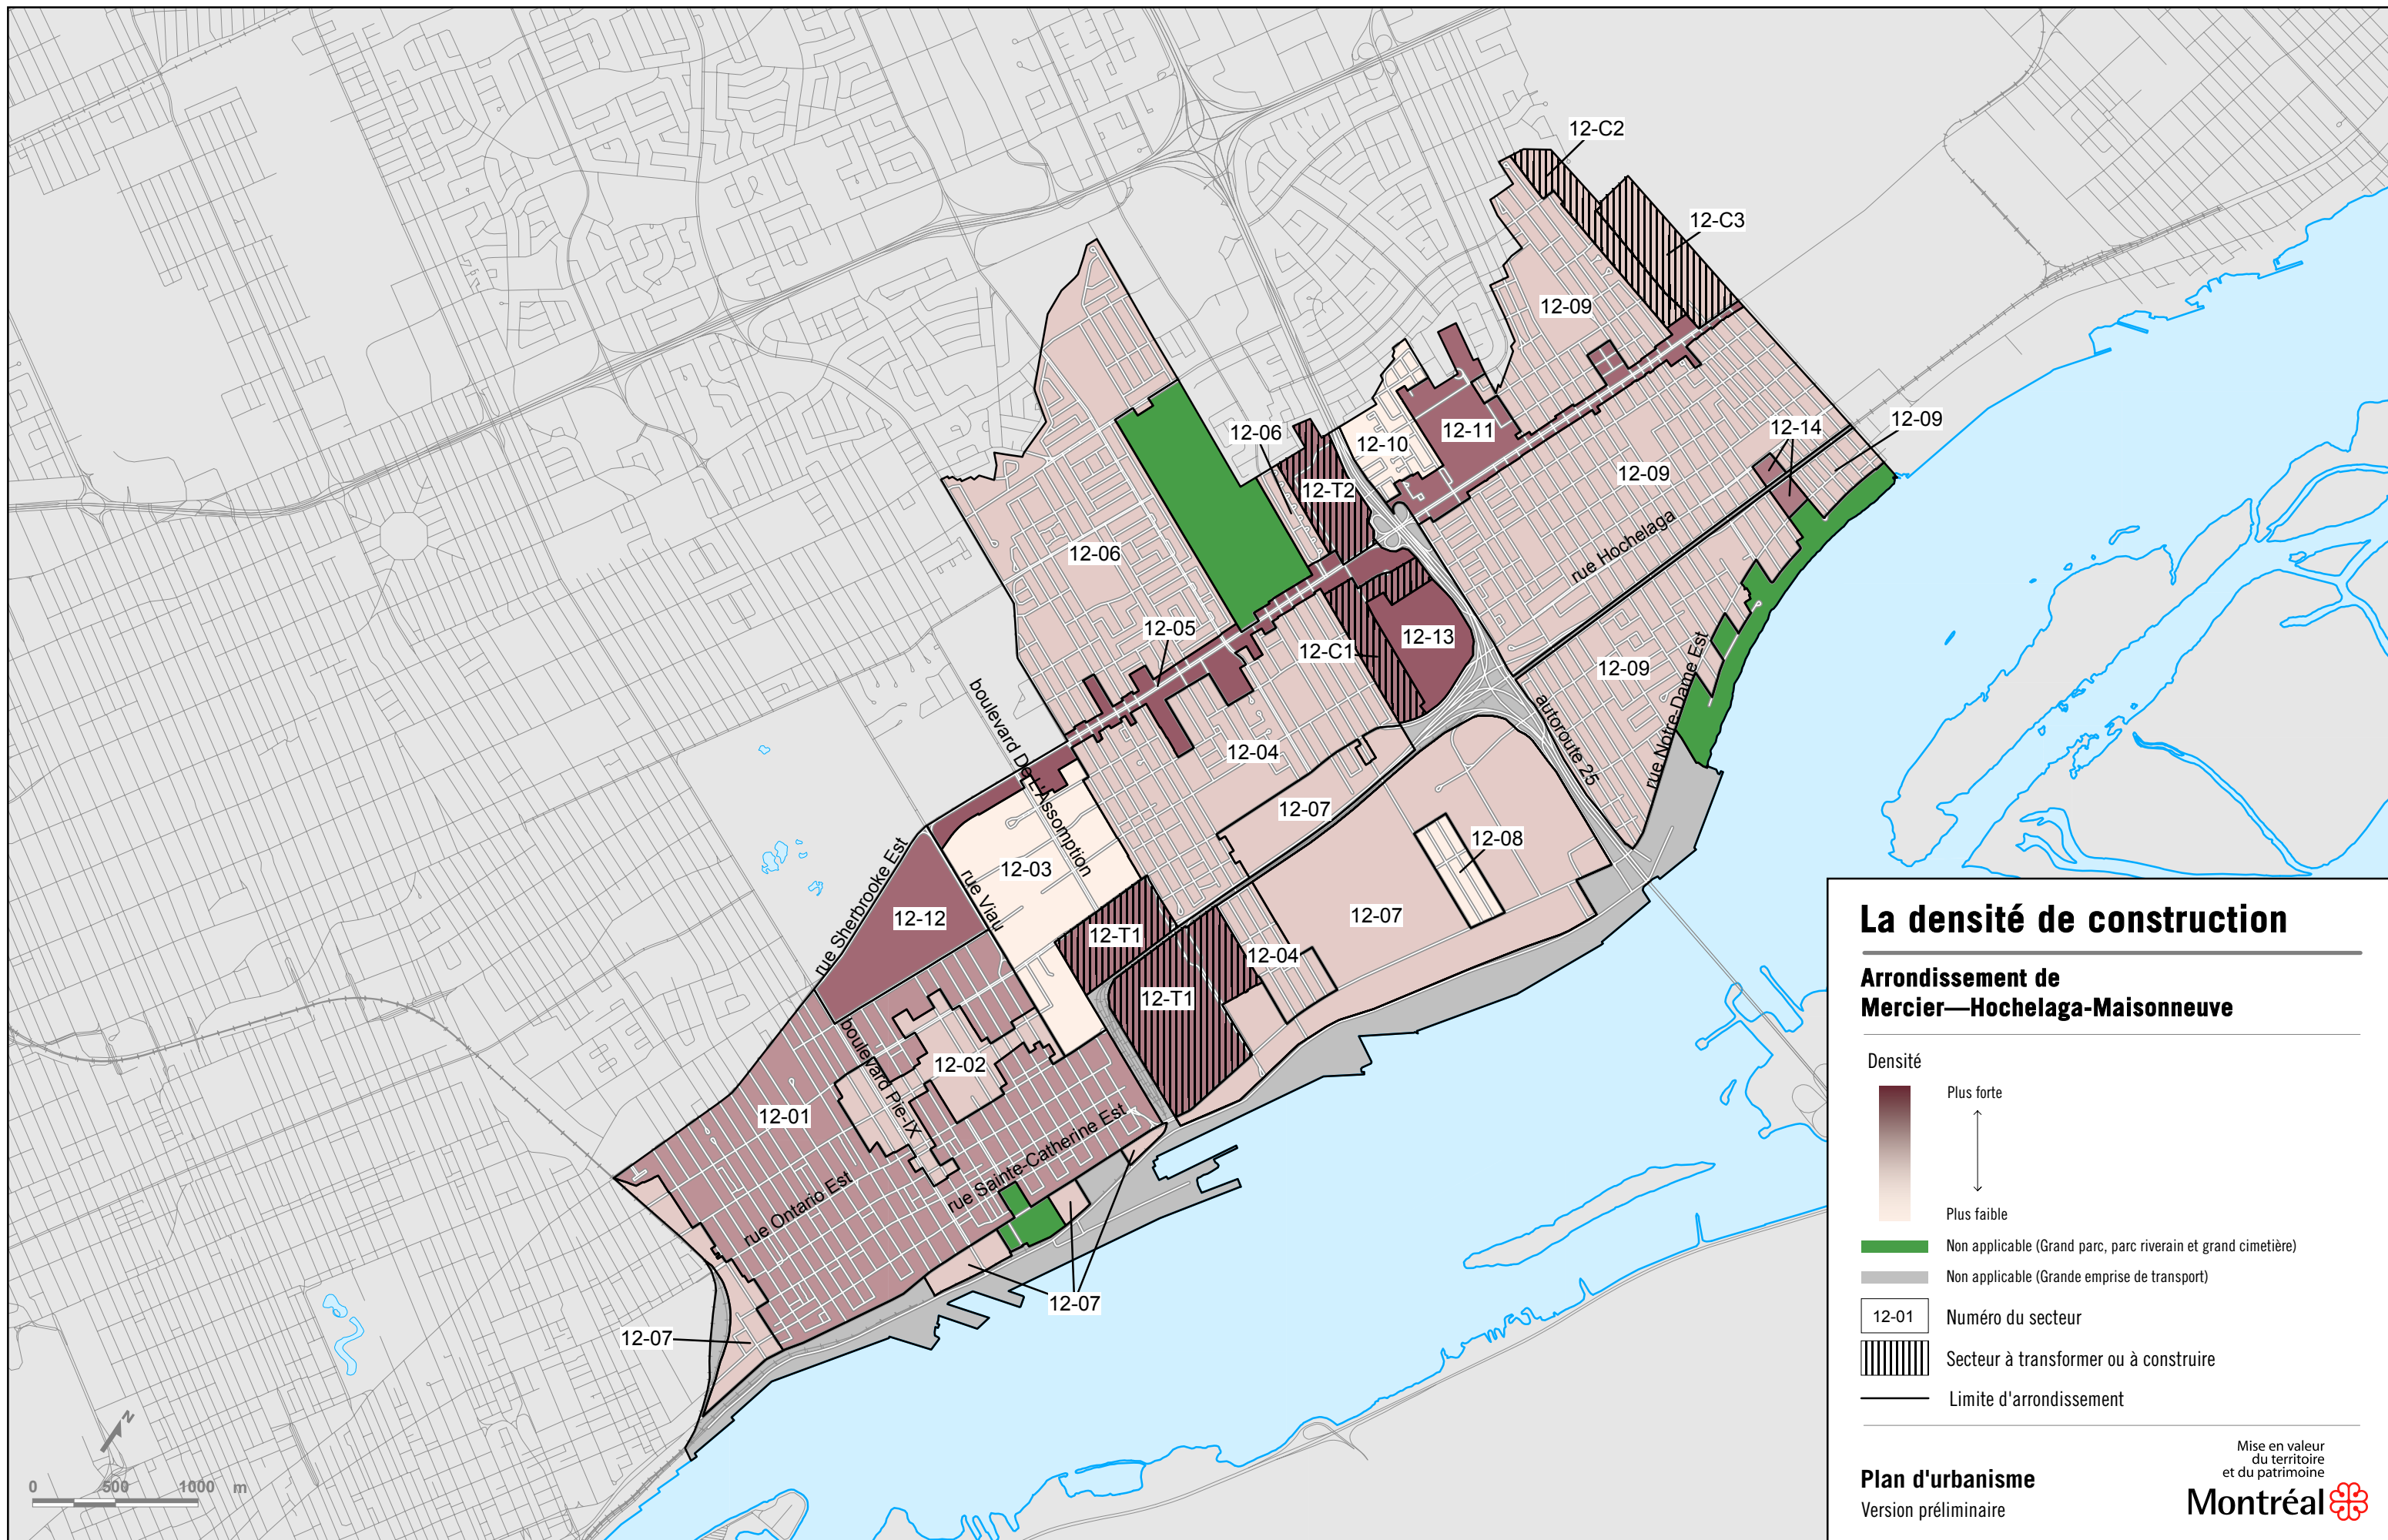 12-C2
12-C3
12-09
12-06
12-10
12-11
12-14
12-09
12-T2
12-09
rue Hochelaga
12-06
12-05
12-C1
12-13
12-09
boulevard De L'Assomption
12-04
autoroute 25
rue Notre-Dame Est
12-07
12-08
rue Sherbrooke Est
12-03
rue Viau
12-12
12-07
12-T1
12-04
12-T1
boulevard Pie-IX
12-02
12-01
rue Sainte-Catherine Est
rue Ontario Est
12-07
12-07
N
0 500 1000 m
La densité de construction
Arrondissement de
Mercier—Hochelaga-Maisonneuve
Densité
Plus forte
Plus faible
Non applicable (Grand parc, parc riverain et grand cimetière)
Non applicable (Grande emprise de transport)
12-01 Numéro du secteur
Secteur à transformer ou à construire
Limite d'arrondissement
Mise en valeur
du territoire
et du patrimoine
Plan d'urbanisme
Version préliminaire
Montréal